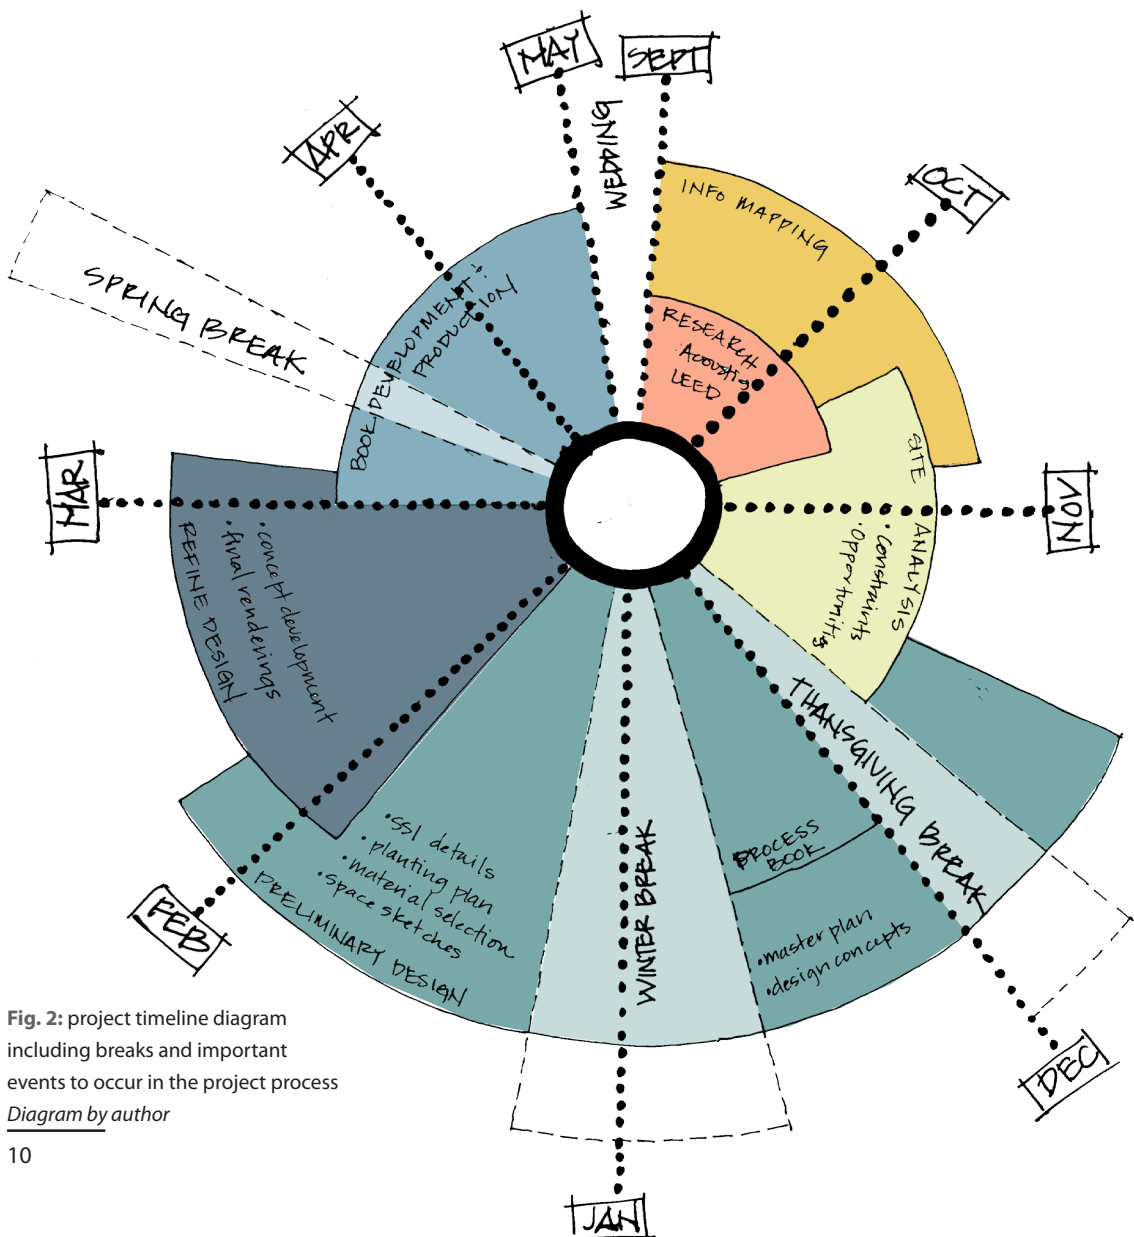 MAY
SEPT
WEDDING
APR
OCT
INFO MAPPING
SPRING BREAK
BOOK DEVELOPMENT :
PRODUCTION
RESEARCH
Acoustics
LEED
MAR
NOV
SITE ANALYSIS
• Constraints
• Opportunities
REFINE DESIGN
• concept development
• final renderings
THANSGIVING BREAK
PROCESS
BOOK
• master plan
• design concepts
WINTER BREAK
• SSI details
• planting plan
• material selection
• space sketches
PRELIMINARY DESIGN
FEB
DEC
JAN
Fig. 2: project timeline diagram
including breaks and important
events to occur in the project process
Diagram by author
10